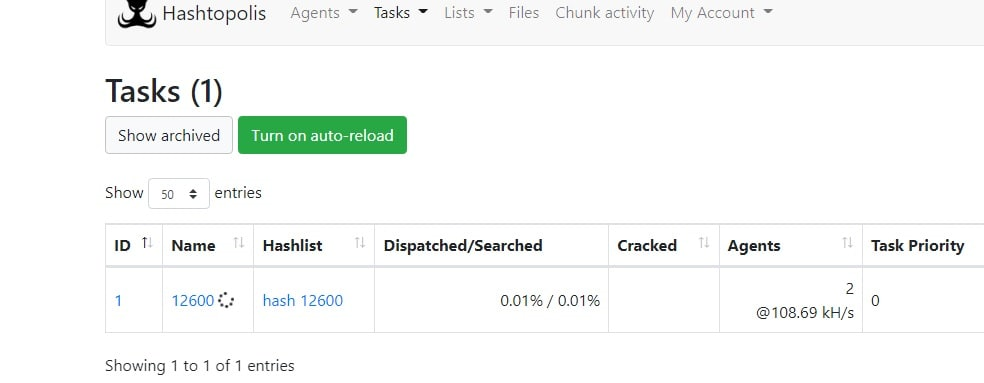 Hashtopolis Agents Tasks Lists Files Chunk activity My Account
Tasks (1)
Show archived Turn on auto-reload
Show 50 entries
ID Name Hashlist Dispatched/Searched Cracked Agents Task Priority
1 12600 hash 12600 0.01% / 0.01% 2 0
@108.69 kH/s
Showing 1 to 1 of 1 entries